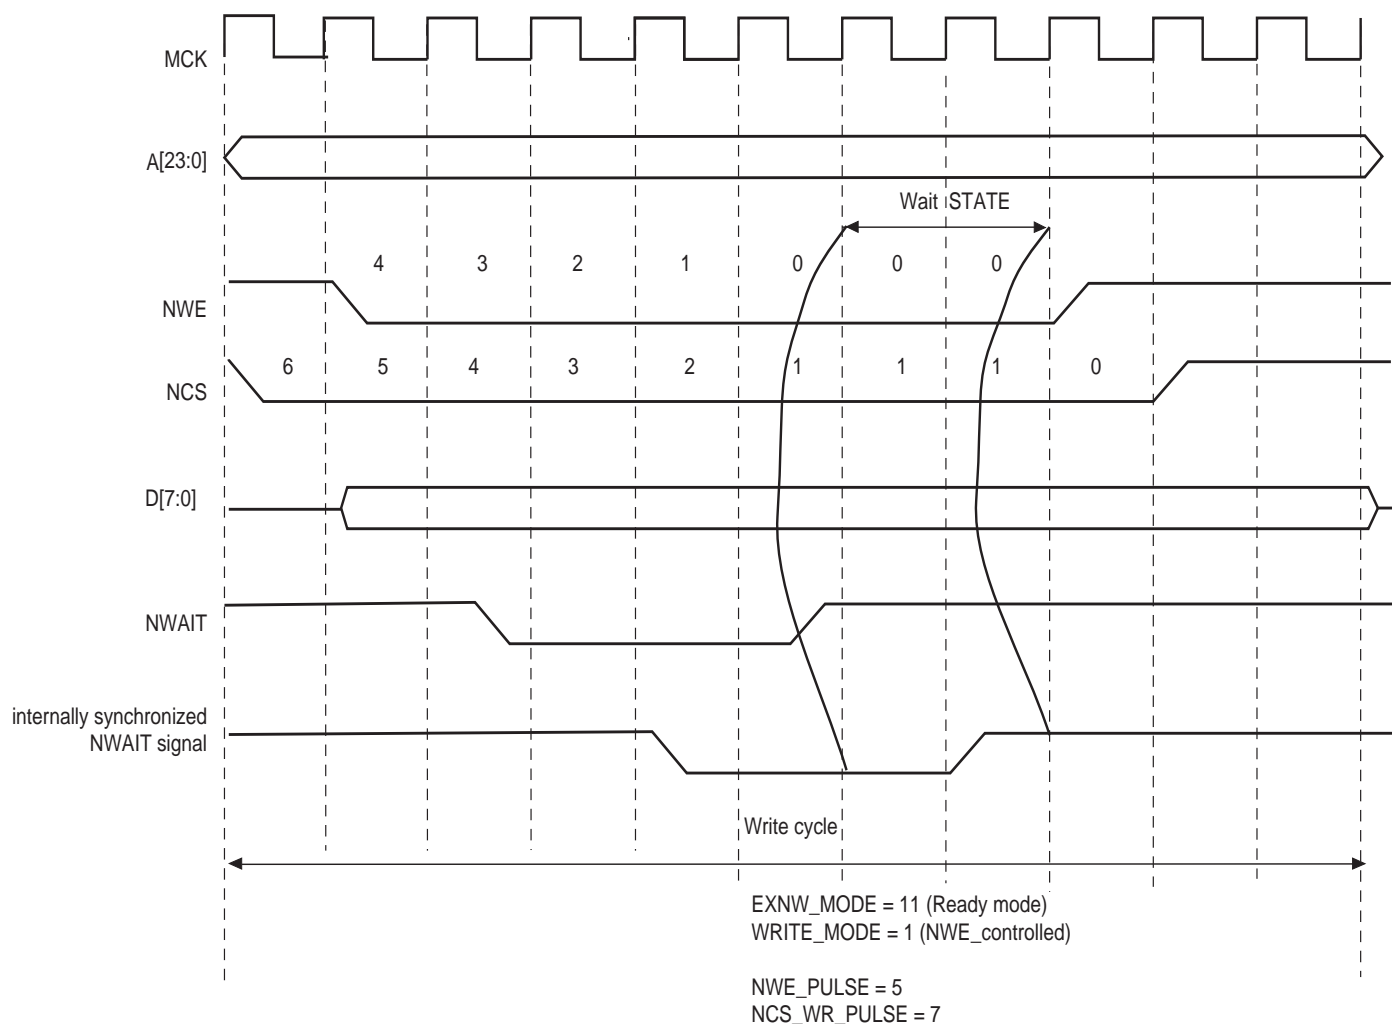 MCK
A[23:0]
Wait STATE
4 3 2 1 0 0 0
NWE
6 5 4 3 2 1 1 1 0
NCS
D[7:0]
NWAIT
internally synchronized
NWAIT signal
Write cycle
EXNW_MODE = 11 (Ready mode)
WRITE_MODE = 1 (NWE_controlled)
NWE_PULSE = 5
NCS_WR_PULSE = 7